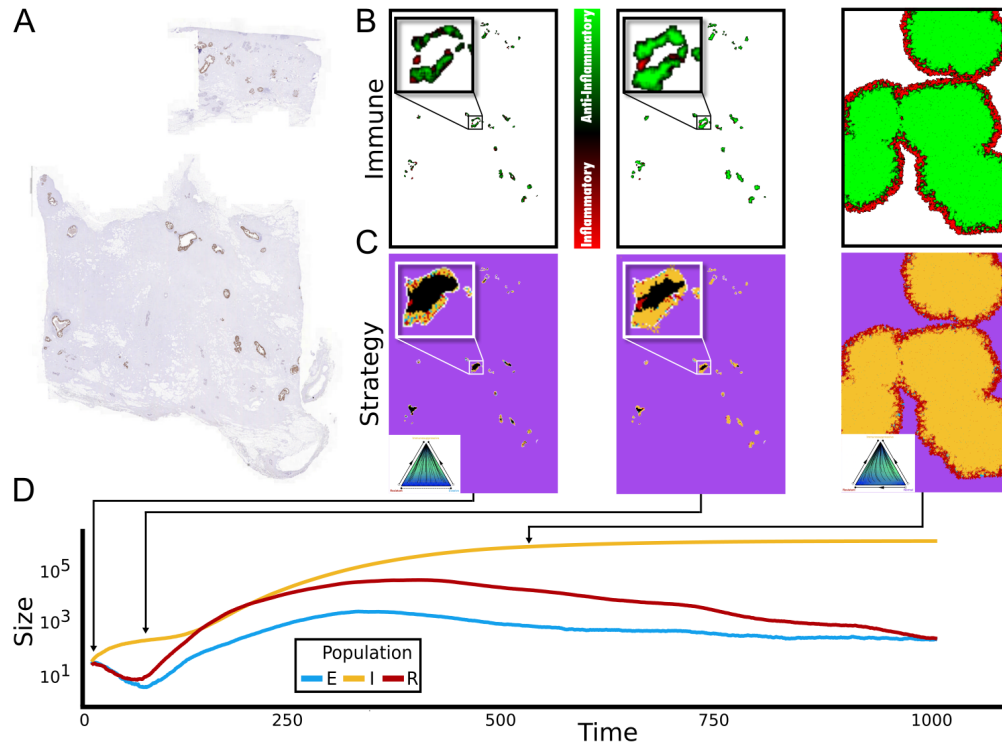 A
B
Immune
Anti-Inflammatory
Inflammatory
C
Strategy
D
Size
10^5
10^3
10^1
Population
E I R
0 250 500 750 1000
Time